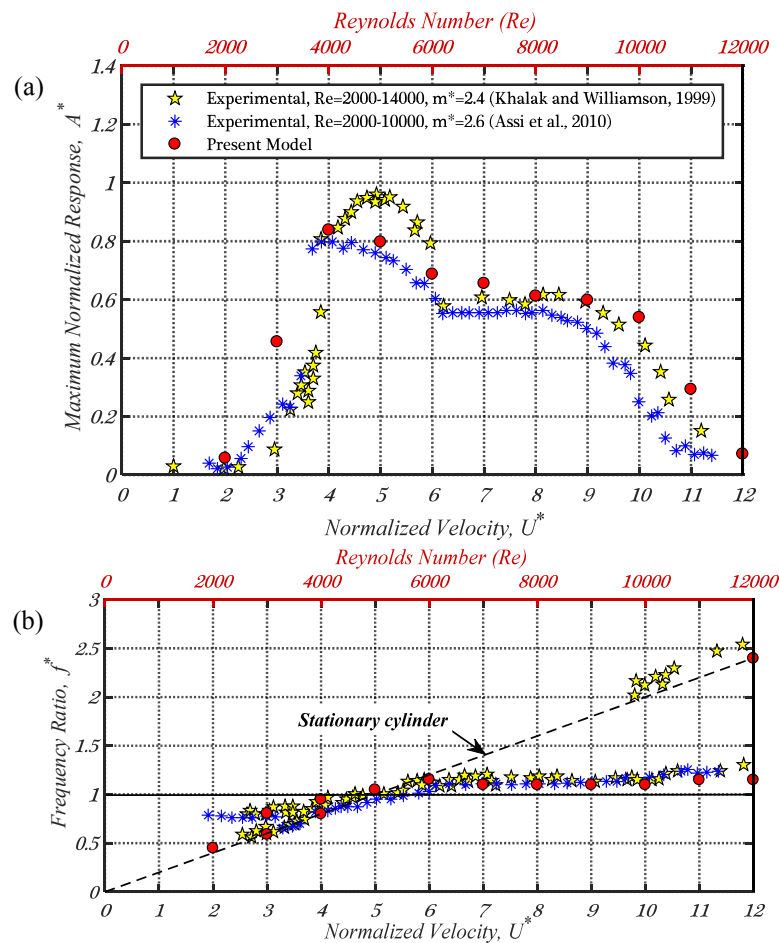 Reynolds Number (Re)
0 2000 4000 6000 8000 10000 12000
(a)
1.4
1.2
1
0.8
0.6
0.4
0.2
0
Maximum Normalized Response, A*
Experimental, Re=2000-14000, m*=2.4 (Khalak and Williamson, 1999)
Experimental, Re=2000-10000, m*=2.6 (Assi et al., 2010)
Present Model
0 1 2 3 4 5 6 7 8 9 10 11 12
Normalized Velocity, U*
Reynolds Number (Re)
0 2000 4000 6000 8000 10000 12000
(b)
3
2.5
2
1.5
1
0.5
0
Frequency Ratio, f*
Stationary cylinder
0 1 2 3 4 5 6 7 8 9 10 11 12
Normalized Velocity, U*